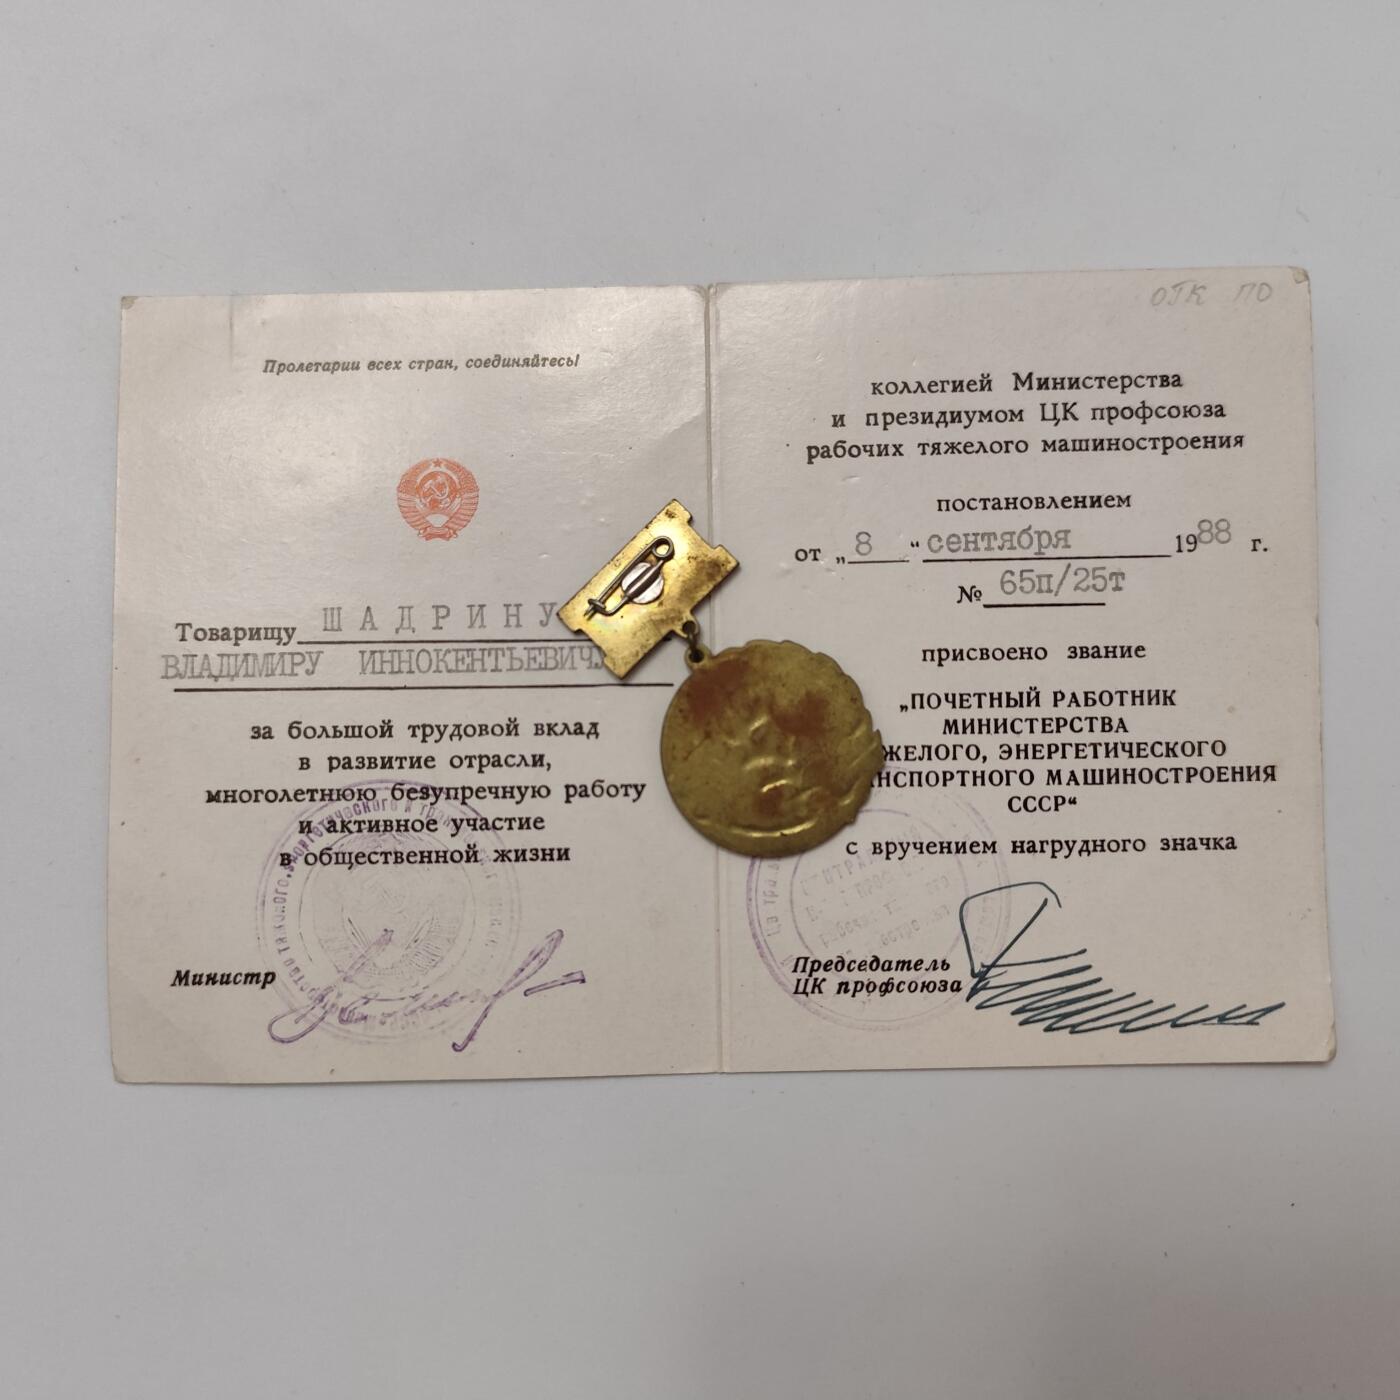 Пролетарии всех стран, соединяйтесь!
Товарищу ШАДРИНУ
ВЛАДИМИРУ ИННОКЕНТЬЕВИЧУ
за большой трудовой вклад
в развитие отрасли,
многолетнюю безупречную работу
и активное участие
в общественной жизни
Министр
ОТК ПО
коллегией Министерства
и президиумом ЦК профсоюза
рабочих тяжелого машиностроения
постановлением
от „8“ сентября 1988 г.
№ 65п/25т
присвоено звание
„ПОЧЕТНЫЙ РАБОТНИК
МИНИСТЕРСТВА
ЖЕЛОГО, ЭНЕРГЕТИЧЕСКОГО
НСПОРТНОГО МАШИНОСТРОЕНИЯ
СССР“
с вручением нагрудного значка
Председатель
ЦК профсоюза